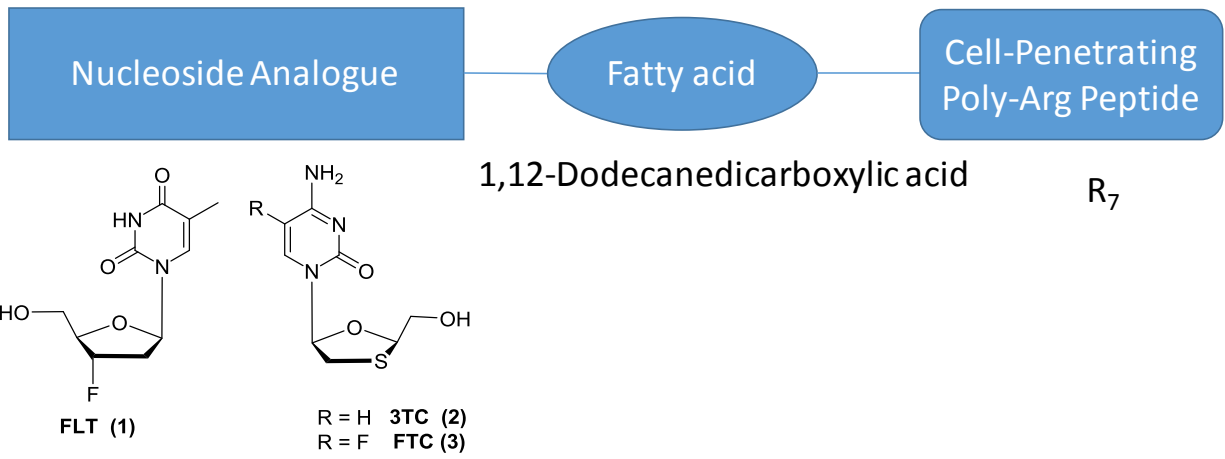 Nucleoside Analogue
Fatty acid
Cell-Penetrating
Poly-Arg Peptide
1,12-Dodecanedicarboxylic acid
R₇
O
HN
O
N
HO
O
F
FLT (1)
NH₂
R
N
N
O
O
OH
S
R = H 3TC (2)
R = F FTC (3)